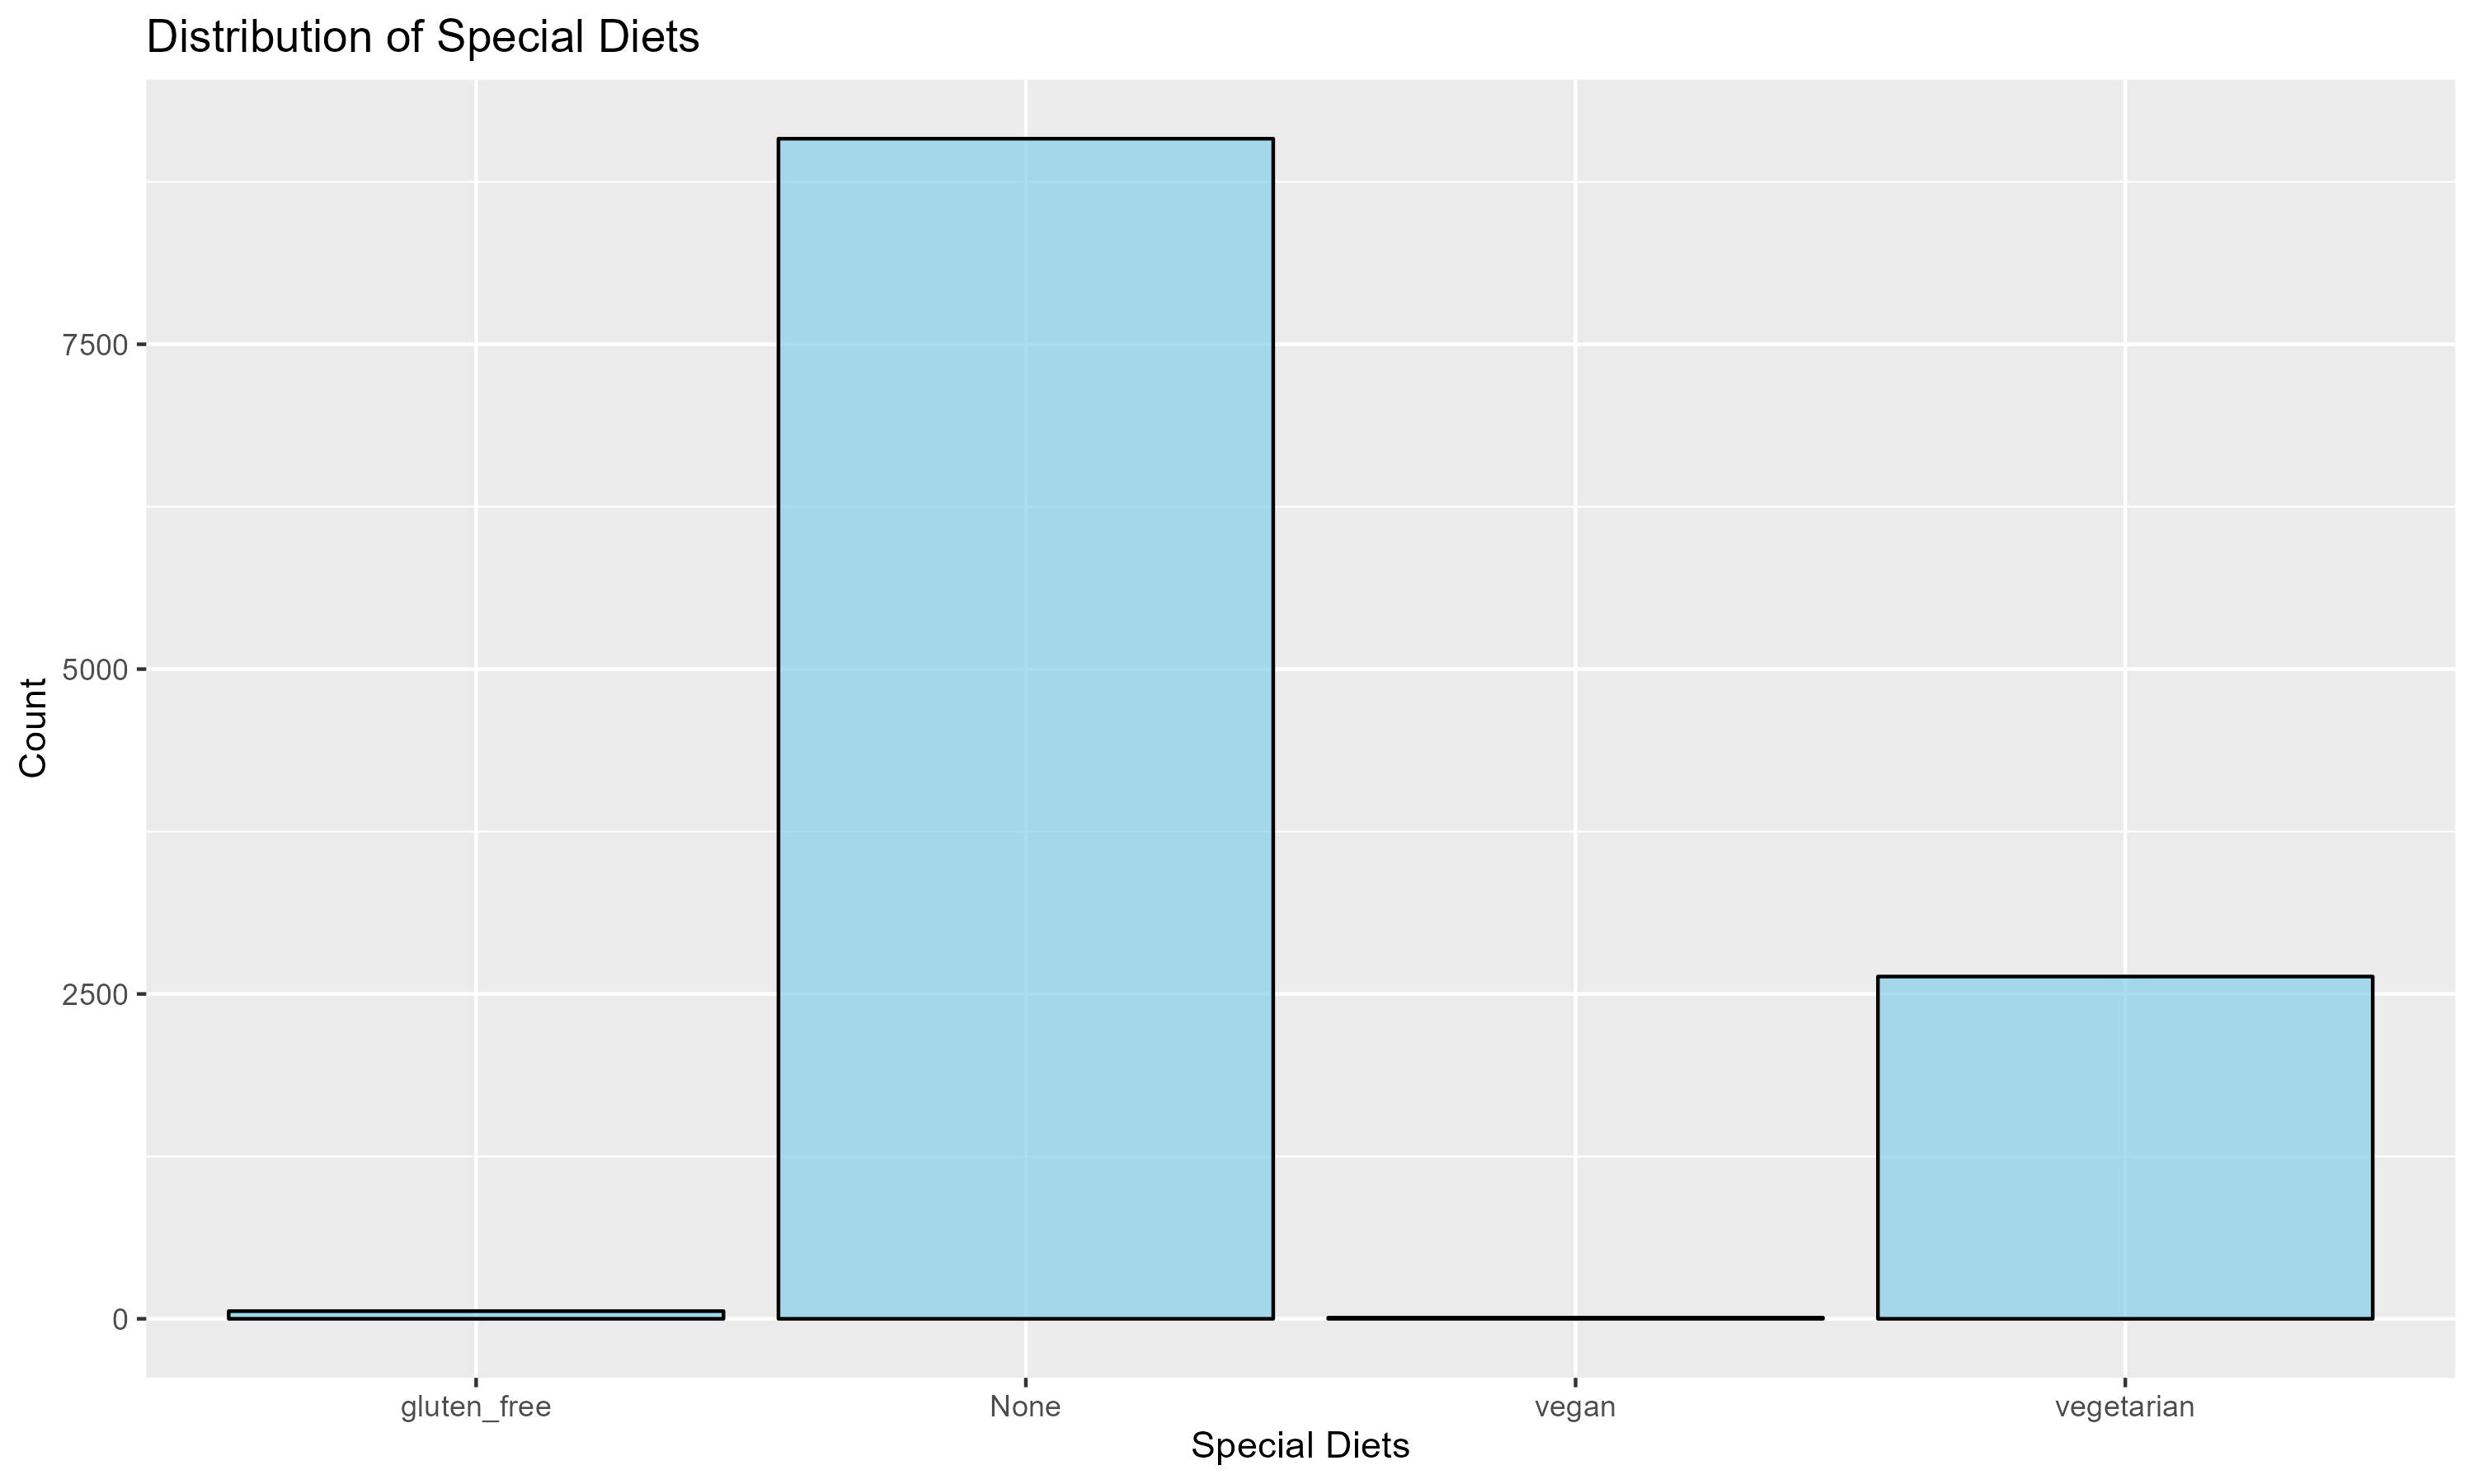 Distribution of Special Diets
7500
5000
2500
0
Count
gluten_free None vegan vegetarian
Special Diets